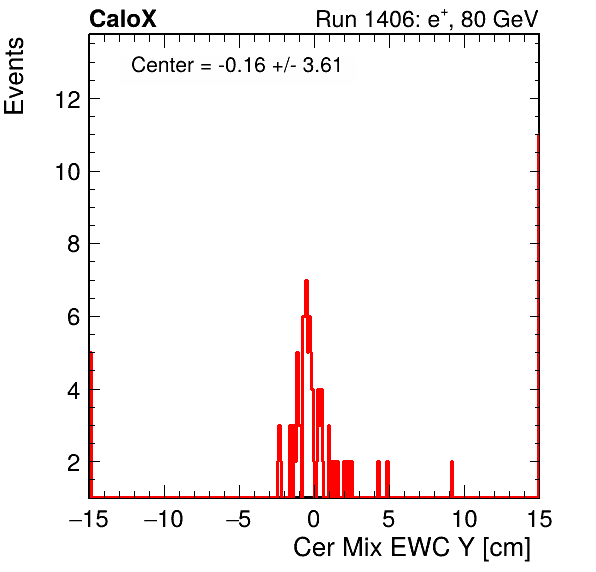 CaloX
Run 1406: e+, 80 GeV
Center = -0.16 +/- 3.61
Events
12
10
8
6
4
2
−15 −10 −5 0 5 10 15
Cer Mix EWC Y [cm]